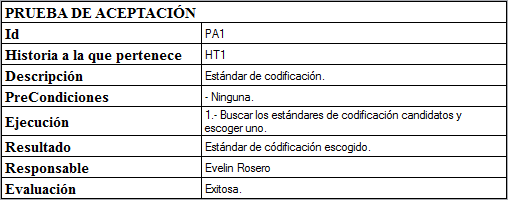 PRUEBA DE ACEPTACIÓN
Id PA1
Historia a la que pertenece HT1
Descripción Estándar de codificación.
PreCondiciones - Ninguna.
Ejecución 1.- Buscar los estándares de codificación candidatos y
escoger uno.
Resultado Estándar de códificación escogido.
Responsable Evelin Rosero
Evaluación Exitosa.